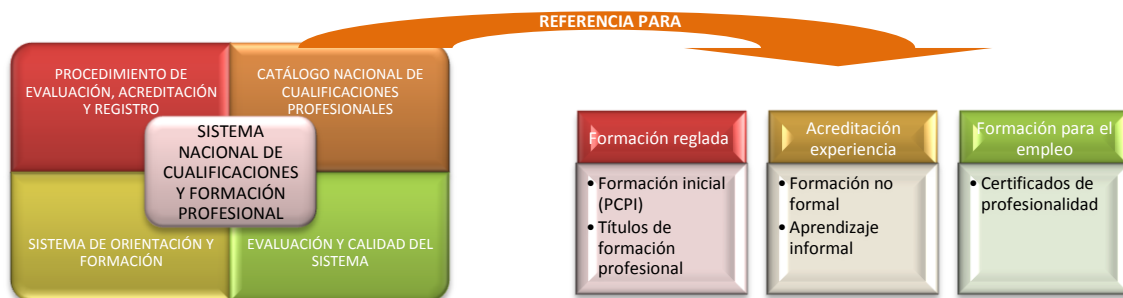 REFERENCIA PARA
PROCEDIMIENTO DE
EVALUACIÓN, ACREDITACIÓN
Y REGISTRO
CATÁLOGO NACIONAL DE
CUALIFICACIONES
PROFESIONALES
SISTEMA
NACIONAL DE
CUALIFICACIONES
Y FORMACIÓN
PROFESIONAL
SISTEMA DE ORIENTACIÓN Y
FORMACIÓN
EVALUACIÓN Y CALIDAD DEL
SISTEMA
Formación reglada
• Formación inicial
(PCPI)
• Títulos de
formación
profesional
Acreditación
experiencia
• Formación no
formal
• Aprendizaje
informal
Formación para el
empleo
• Certificados de
profesionalidad